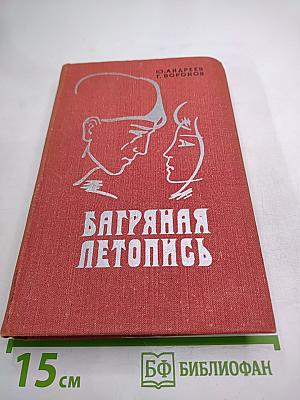 Ю. АНДРЕЕВ
Г. ВОРОНОВ
БАГРЯНАЯ
ЛЕТОПИСЬ
15 см
БФ БИБЛИОФАН